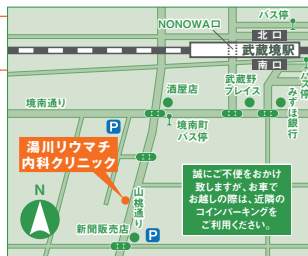 NONOWA口
バス停
北口
武蔵境駅
南口
バス停
酒屋店
武蔵野
プレイス
みずほ銀行
境南通り
境南町
バス停
P
湯川リウマチ
内科クリニック
山桃通り
N
新聞販売店
P
誠にご不便をおかけ
致しますが、お車で
お越しの際は、近隣の
コインパーキングを
ご利用ください。